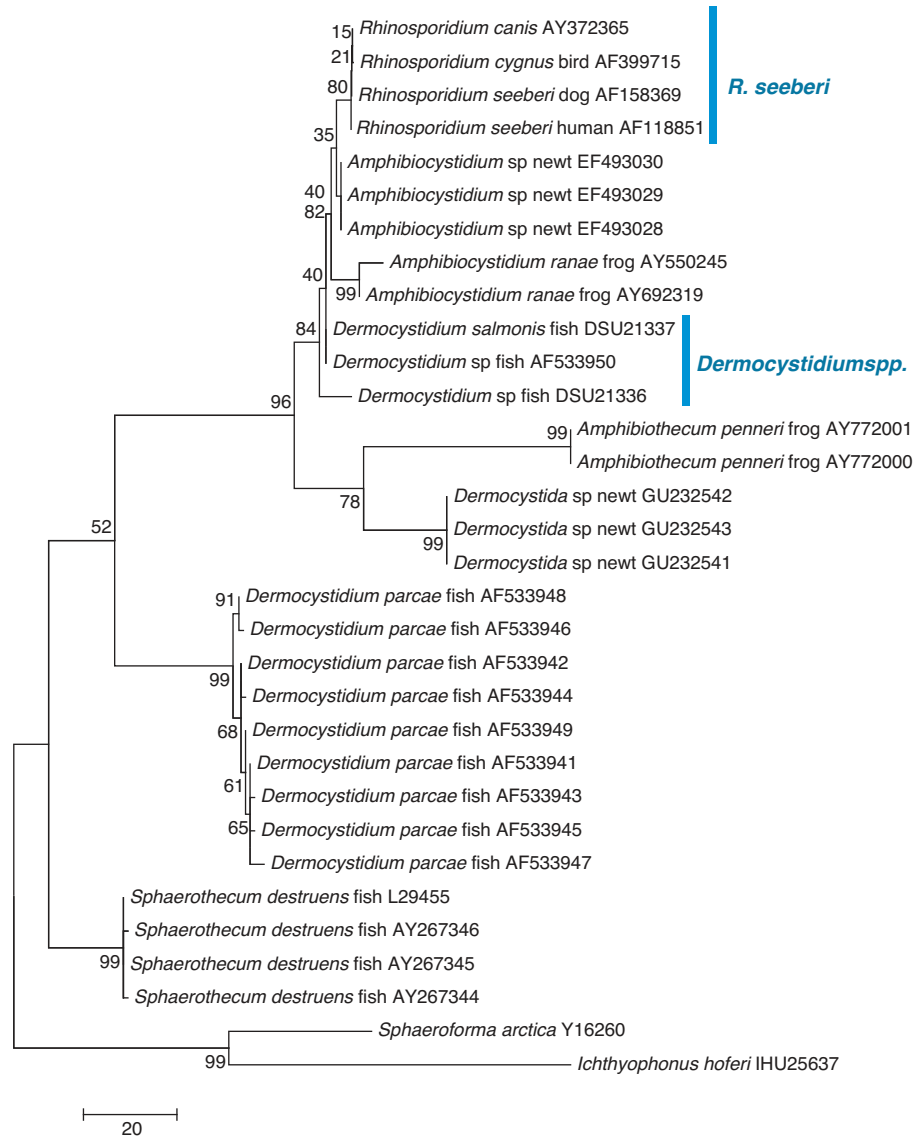 15
Rhinosporidium canis AY372365
21
Rhinosporidium cygnus bird AF399715
80
Rhinosporidium seeberi dog AF158369
R. seeberi
Rhinosporidium seeberi human AF118851
35
Amphibiocystidium sp newt EF493030
40
Amphibiocystidium sp newt EF493029
82
Amphibiocystidium sp newt EF493028
40
Amphibiocystidium ranae frog AY550245
99
Amphibiocystidium ranae frog AY692319
84
Dermocystidium salmonis fish DSU21337
Dermocystidium sp fish AF533950
Dermocystidiumspp.
Dermocystidium sp fish DSU21336
96
99
Amphibiothecum penneri frog AY772001
Amphibiothecum penneri frog AY772000
78
Dermocystida sp newt GU232542
52
Dermocystida sp newt GU232543
99
Dermocystida sp newt GU232541
91
Dermocystidium parcae fish AF533948
Dermocystidium parcae fish AF533946
99
Dermocystidium parcae fish AF533942
Dermocystidium parcae fish AF533944
68
Dermocystidium parcae fish AF533949
Dermocystidium parcae fish AF533941
61
Dermocystidium parcae fish AF533943
65
Dermocystidium parcae fish AF533945
Dermocystidium parcae fish AF533947
Sphaerothecum destruens fish L29455
Sphaerothecum destruens fish AY267346
99
Sphaerothecum destruens fish AY267345
Sphaerothecum destruens fish AY267344
Sphaeroforma arctica Y16260
99
Ichthyophonus hoferi IHU25637
20